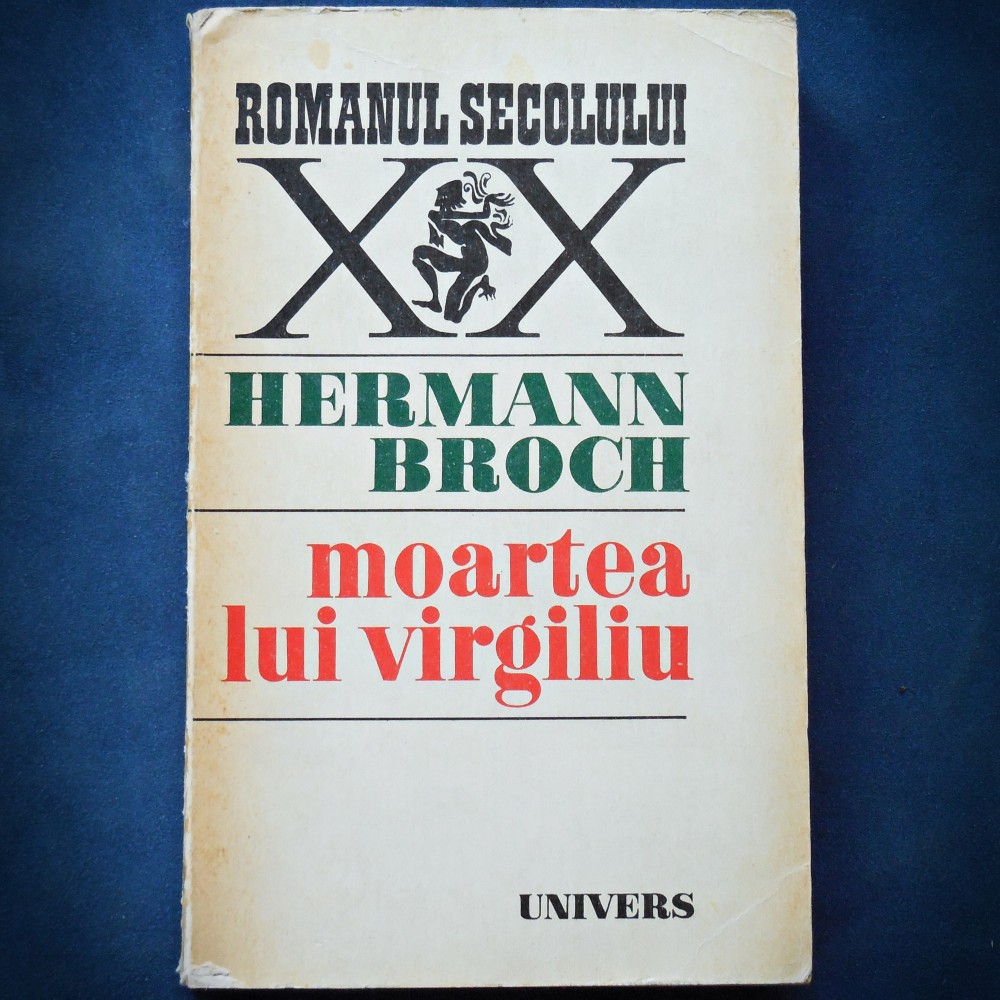 ROMANUL SECOLULUI
XX
HERMANN
BROCH
moartea
lui virgiliu
UNIVERS